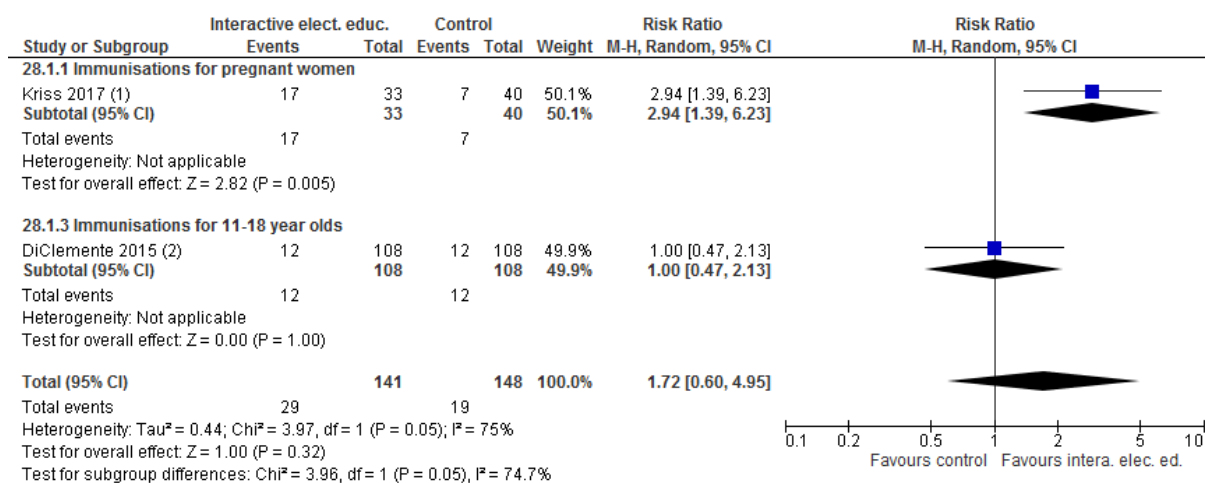 Interactive elect. educ. Control Risk Ratio Risk Ratio
Study or Subgroup Events Total Events Total Weight M-H, Random, 95% CI M-H, Random, 95% CI
28.1.1 Immunisations for pregnant women
Kriss 2017 (1) 17 33 7 40 50.1% 2.94 [1.39, 6.23]
Subtotal (95% CI) 33 40 50.1% 2.94 [1.39, 6.23]
Total events 17 7
Heterogeneity: Not applicable
Test for overall effect: Z = 2.82 (P = 0.005)
28.1.3 Immunisations for 11-18 year olds
DiClemente 2015 (2) 12 108 12 108 49.9% 1.00 [0.47, 2.13]
Subtotal (95% CI) 108 108 49.9% 1.00 [0.47, 2.13]
Total events 12 12
Heterogeneity: Not applicable
Test for overall effect: Z = 0.00 (P = 1.00)
Total (95% CI) 141 148 100.0% 1.72 [0.60, 4.95]
Total events 29 19
Heterogeneity: Tau² = 0.44; Chi² = 3.97, df = 1 (P = 0.05); I² = 75%
Test for overall effect: Z = 1.00 (P = 0.32)
Test for subgroup differences: Chi² = 3.96, df = 1 (P = 0.05), I² = 74.7%
0.1 0.2 0.5 1 2 5 10
Favours control Favours intera. elec. ed.